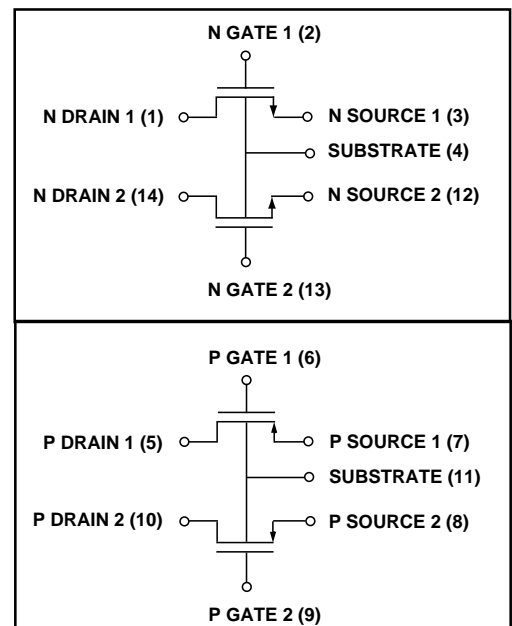 N GATE 1 (2)
N DRAIN 1 (1)
N SOURCE 1 (3)
SUBSTRATE (4)
N DRAIN 2 (14)
N SOURCE 2 (12)
N GATE 2 (13)
P GATE 1 (6)
P DRAIN 1 (5)
P SOURCE 1 (7)
SUBSTRATE (11)
P DRAIN 2 (10)
P SOURCE 2 (8)
P GATE 2 (9)